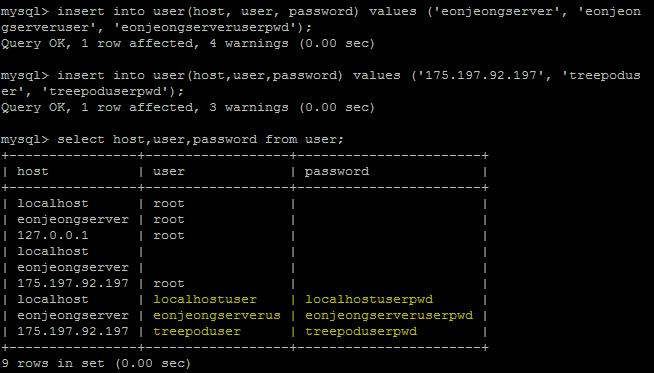 mysql> insert into user(host, user, password) values ('eonjeongserver', 'eonjeon
gserveruser', 'eonjeongserveruserpwd');
Query OK, 1 row affected, 4 warnings (0.00 sec)
mysql> insert into user(host,user,password) values ('175.197.92.197', 'treepodus
er', 'treepoduserpwd');
Query OK, 1 row affected, 3 warnings (0.00 sec)
mysql> select host,user,password from user;
+----------------+------------------+-----------------------+
| host           | user             | password              |
+----------------+------------------+-----------------------+
| localhost      | root             |                       |
| eonjeongserver | root             |                       |
| 127.0.0.1      | root             |                       |
| localhost      |                  |                       |
| eonjeongserver |                  |                       |
| 175.197.92.197 | root             |                       |
| localhost      | localhostuser    | localhostuserpwd      |
| eonjeongserver | eonjeongserverus | eonjeongserveruserpwd |
| 175.197.92.197 | treepoduser      | treepoduserpwd        |
+----------------+------------------+-----------------------+
9 rows in set (0.00 sec)